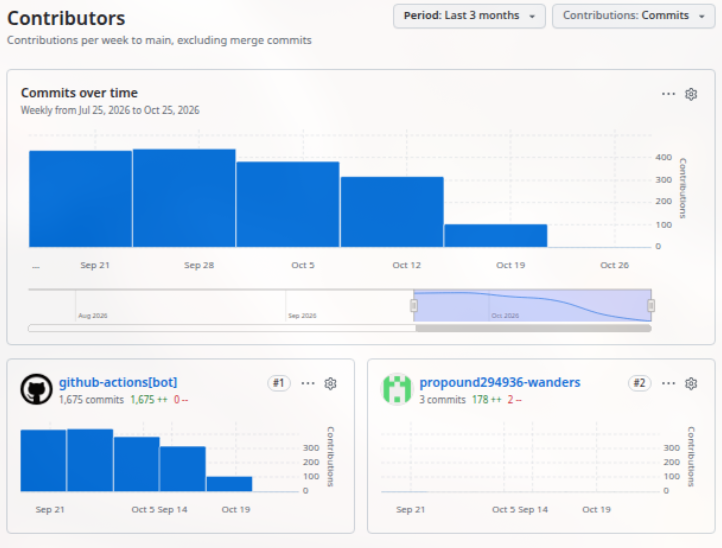 Contributors
Period: Last 3 months
Contributions: Commits
Contributions per week to main, excluding merge commits
Commits over time
Weekly from Jul 25, 2026 to Oct 25, 2026
400
300
200
100
0
Contributions
... Sep 21 Sep 28 Oct 5 Oct 12 Oct 19 Oct 26
Aug 2026 Sep 2026 Oct 2026
github-actions[bot] #1
1,675 commits 1,675 ++ 0 --
300
200
100
0
Contributions
Sep 21 Oct 5 Sep 14 Oct 19
propound294936-wanders #2
3 commits 178 ++ 2 --
300
200
100
0
Contributions
Sep 21 Oct 5 Sep 14 Oct 19